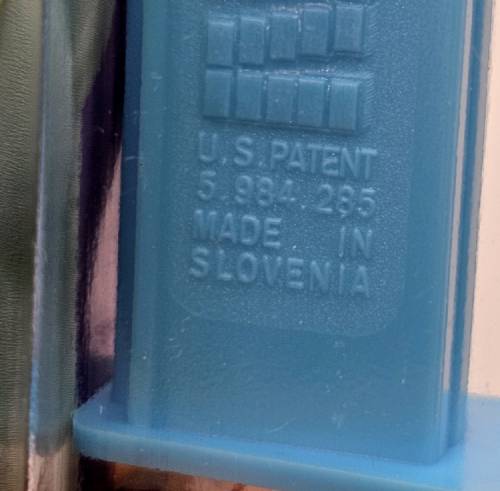 U.S.PATENT
5.984.285
MADE IN
SLOVENIA